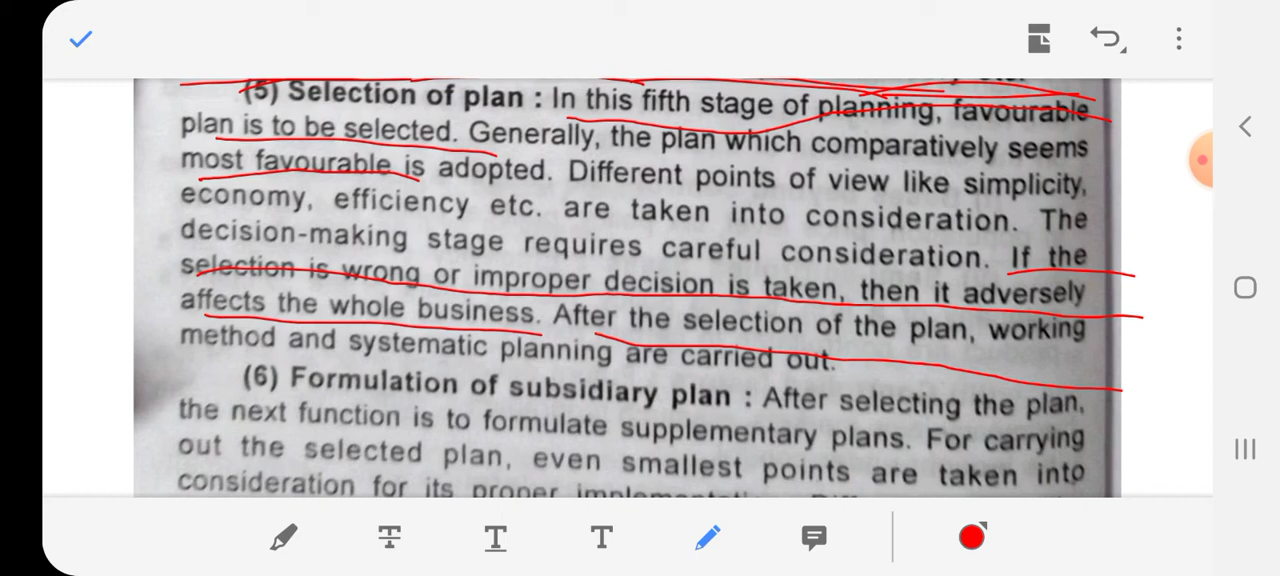 (5) Selection of plan : In this fifth stage of planning, favourable
plan is to be selected. Generally, the plan which comparatively seems
most favourable is adopted. Different points of view like simplicity,
economy, efficiency etc. are taken into consideration. The
decision-making stage requires careful consideration. If the
selection is wrong or improper decision is taken, then it adversely
affects the whole business. After the selection of the plan, working
method and systematic planning are carried out.
(6) Formulation of subsidiary plan : After selecting the plan,
the next function is to formulate supplementary plans. For carrying
out the selected plan, even smallest points are taken into
consideration for its proper